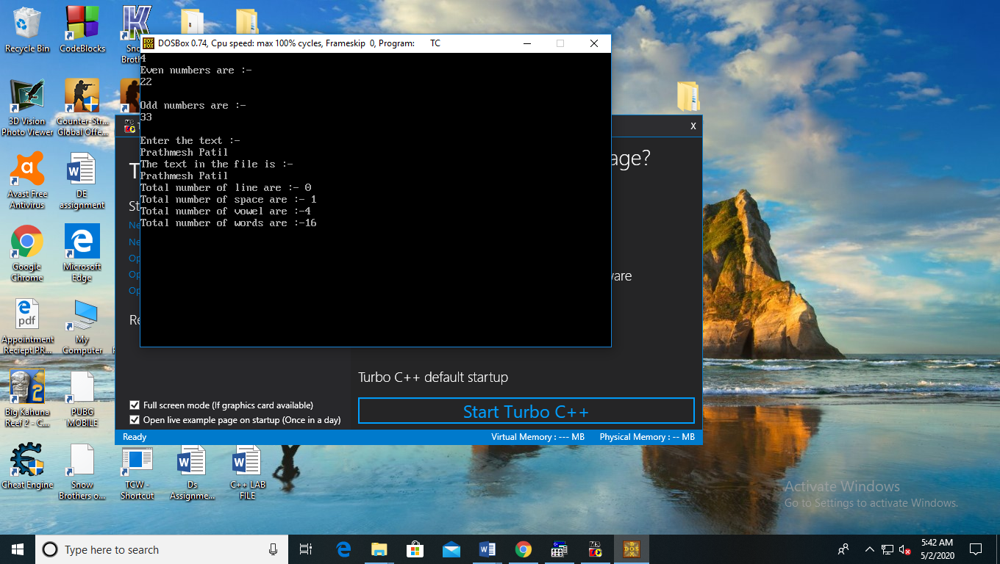 Recycle Bin
CodeBlocks
DOSBox 0.74, Cpu speed: max 100% cycles, Frameskip 0, Program: TC
4
Even numbers are :-
22
Odd numbers are :-
33
Enter the text :-
Prathmesh Patil
The text in the file is :-
Prathmesh Patil
Total number of line are :- 0
Total number of space are :- 1
Total number of vowel are :-4
Total number of words are :-16
3D Vision
Photo Viewer
Counter-Str...
Global Offe...
X
age?
Avast Free
Antivirus
DE
assignment
Google
Chrome
Microsoft
Edge
St
Ne
Ne
Op
Op
Op
Re
ware
pdf
Appointment
Reciept PR...
My
Computer
Big Kahuna
Reef 2 - C...
PUBG
MOBILE
Turbo C++ default startup
Start Turbo C++
Full screen mode (If graphics card available)
Open live example page on startup (Once in a day)
Ready
Virtual Memory : --- MB
Physical Memory : -- MB
Cheat Engine
Snow
Brothers o...
TCW -
Shortcut
Ds
Assignme...
C++ LAB
FILE
Activate Windows
Go to Settings to activate Windows.
Type here to search
5:42 AM
5/2/2020